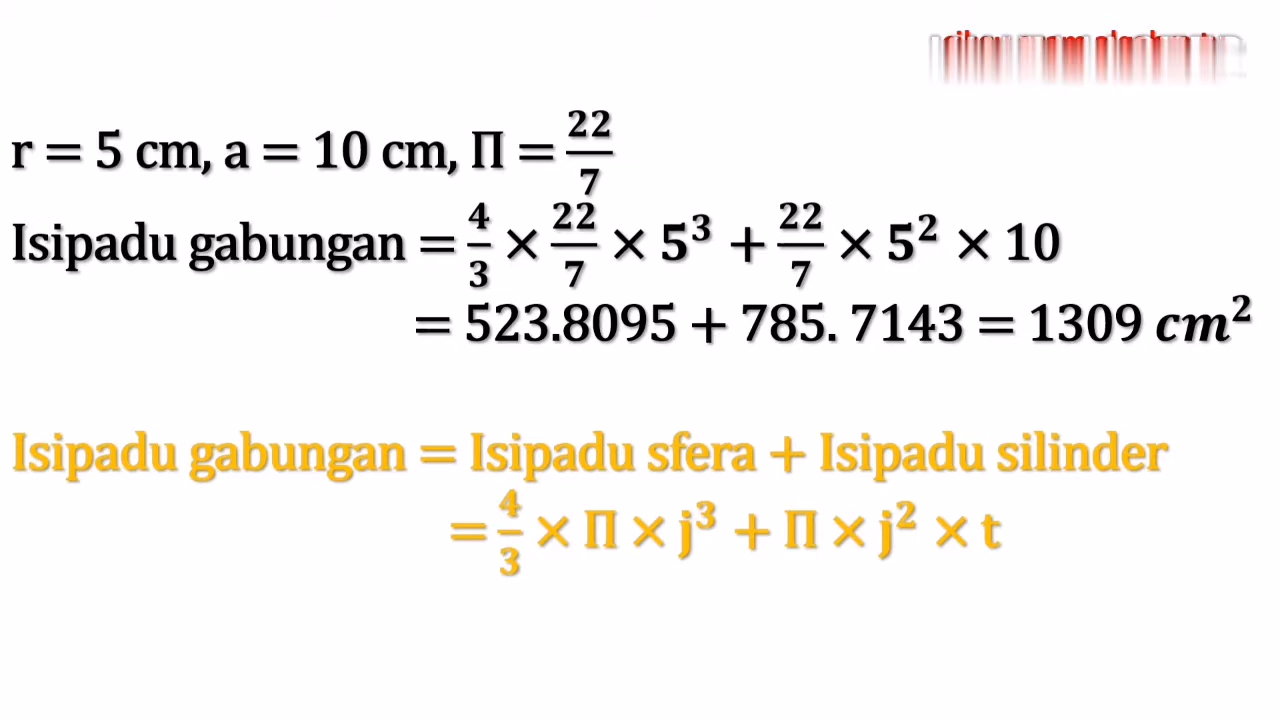 r = 5 cm, a = 10 cm, Π = 22/7
Isipadu gabungan = 4/3 × 22/7 × 5³ + 22/7 × 5² × 10
= 523.8095 + 785. 7143 = 1309 cm²
Isipadu gabungan = Isipadu sfera + Isipadu silinder
= 4/3 × Π × j³ + Π × j² × t